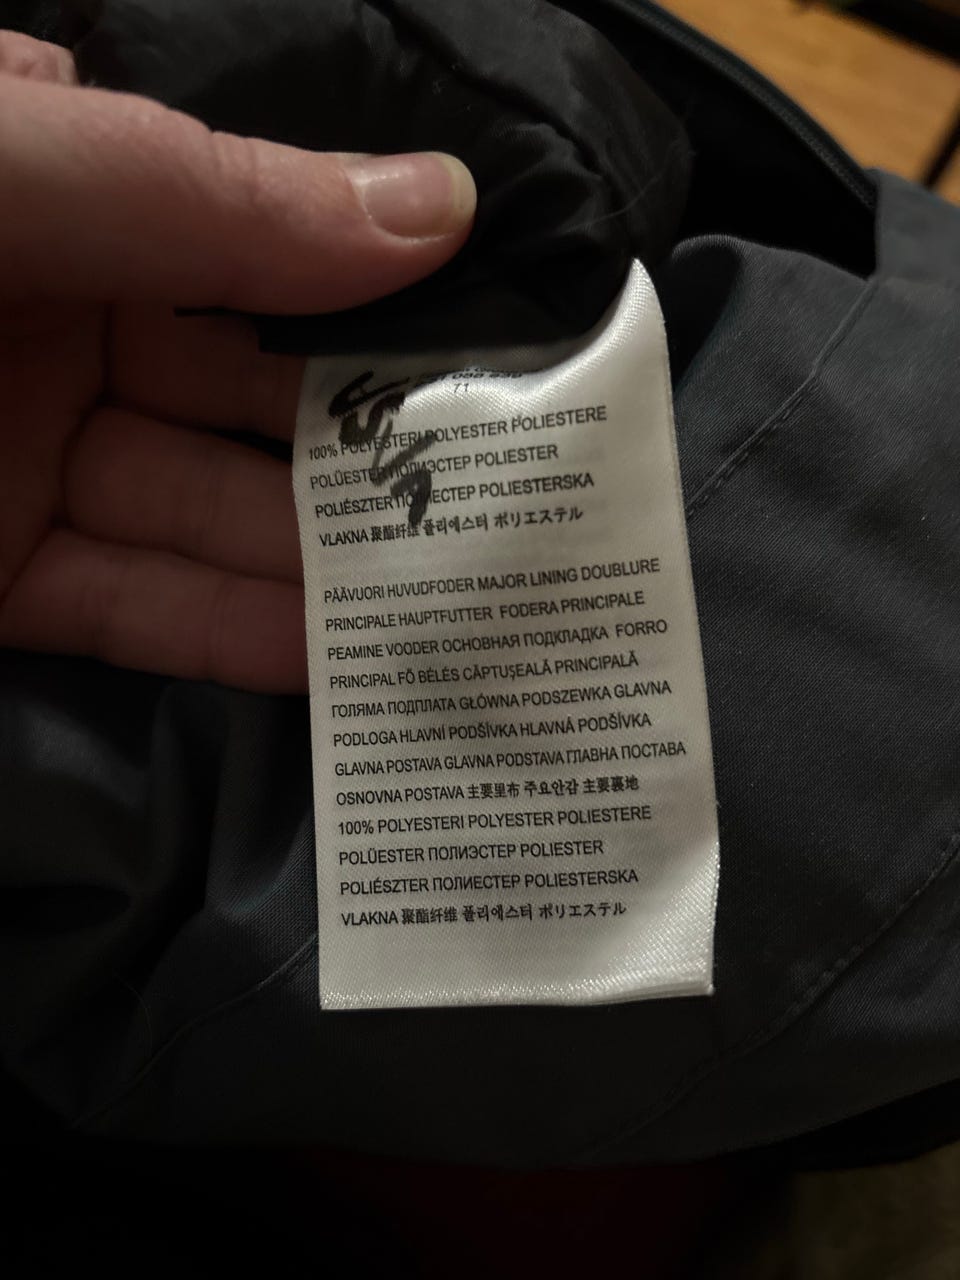 71
100% POLYESTERI POLYESTER POLIESTERE
POLÜESTER ПОЛИЭСТЕР POLIESTER
POLIÉSZTER ПОЛИЕСТЕР POLIESTERSKA
VLAKNA 聚酯纤维 폴리에스터 ポリエステル
PÄÄVUORI HUVUDFODER MAJOR LINING DOUBLURE
PRINCIPALE HAUPTFUTTER FODERA PRINCIPALE
PEAMINE VOODER ОСНОВНАЯ ПОДКЛАДКА FORRO
PRINCIPAL FŐ BÉLÉS CĂPTUŞEALĂ PRINCIPALĂ
ГОЛЯМА ПОДПЛАТА GŁÓWNA PODSZEWKA GLAVNA
PODLOGA HLAVNÍ PODŠÍVKA HLAVNÁ PODŠÍVKA
GLAVNA POSTAVA GLAVNA PODSTAVA ГЛАВНА ПОСТАВА
OSNOVNA POSTAVA 主要里布 주요안감 主要裏地
100% POLYESTERI POLYESTER POLIESTERE
POLÜESTER ПОЛИЭСТЕР POLIESTER
POLIÉSZTER ПОЛИЕСТЕР POLIESTERSKA
VLAKNA 聚酯纤维 폴리에스터 ポリエステル